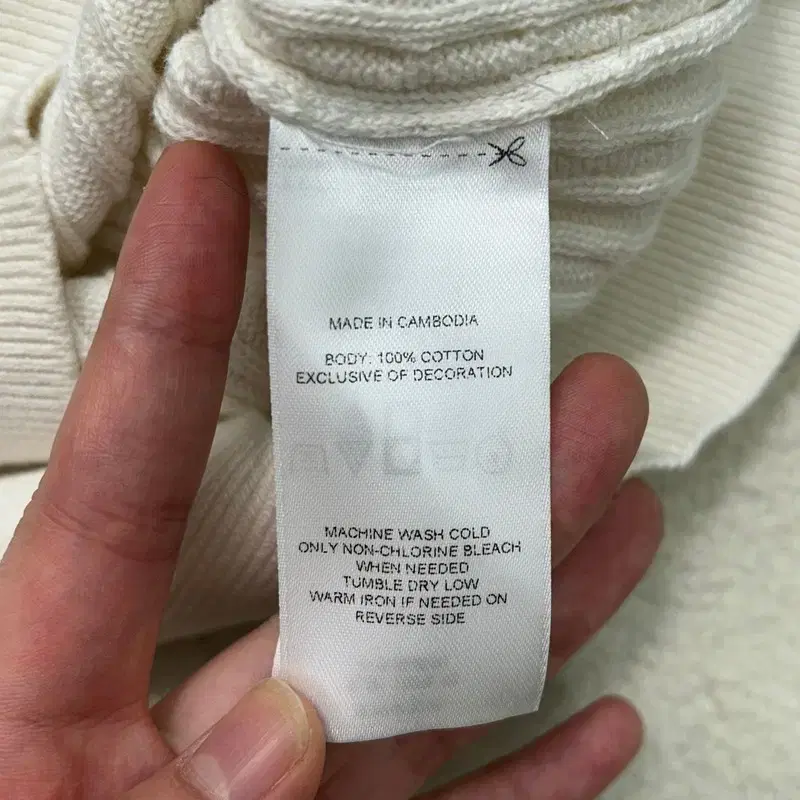 MADE IN CAMBODIA
BODY: 100% COTTON
EXCLUSIVE OF DECORATION
MACHINE WASH COLD
ONLY NON-CHLORINE BLEACH
WHEN NEEDED
TUMBLE DRY LOW
WARM IRON IF NEEDED ON
REVERSE SIDE